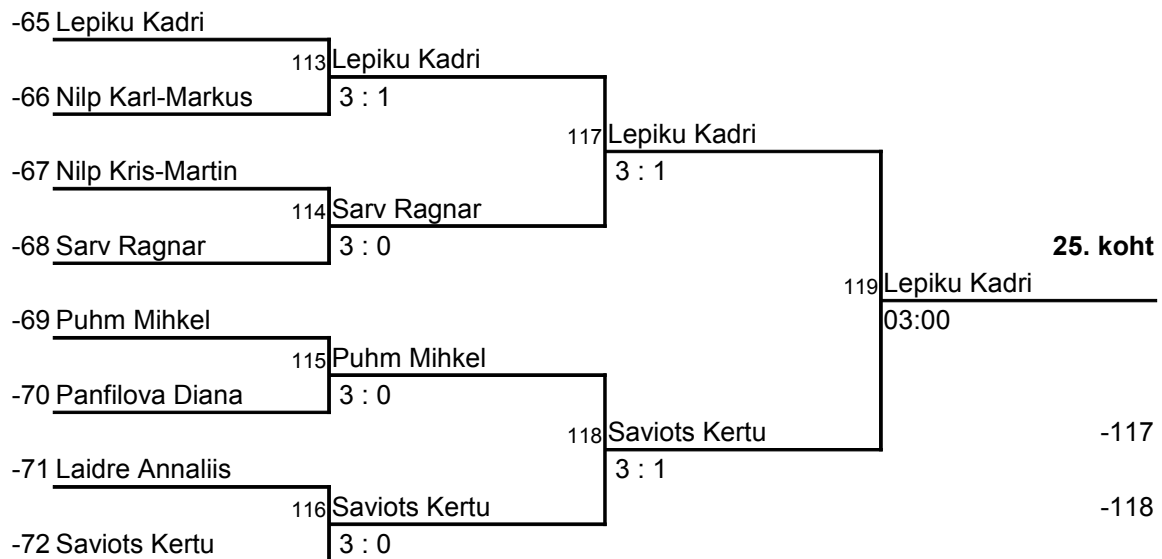 -65 Lepiku Kadri
113 Lepiku Kadri
-66 Nilp Karl-Markus 3 : 1
117 Lepiku Kadri
-67 Nilp Kris-Martin 3 : 1
114 Sarv Ragnar
-68 Sarv Ragnar 3 : 0 25. koht
119 Lepiku Kadri
-69 Puhm Mihkel 03:00
115 Puhm Mihkel
-70 Panfilova Diana 3 : 0
118 Saviots Kertu -117
-71 Laidre Annaliis 3 : 1
116 Saviots Kertu -118
-72 Saviots Kertu 3 : 0